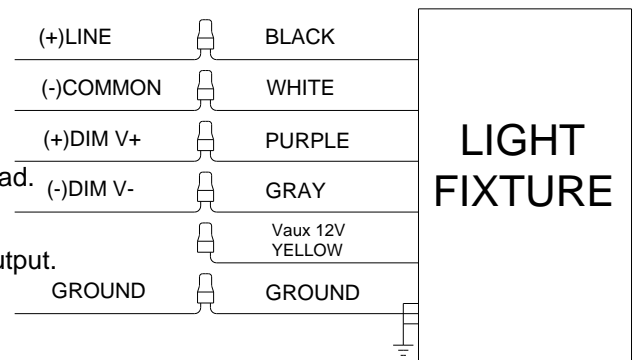 (+)LINE BLACK
(-)COMMON WHITE
(+)DIM V+ PURPLE
ad.
(-)DIM V- GRAY
Vaux 12V
YELLOW
utput.
GROUND GROUND
LIGHT
FIXTURE